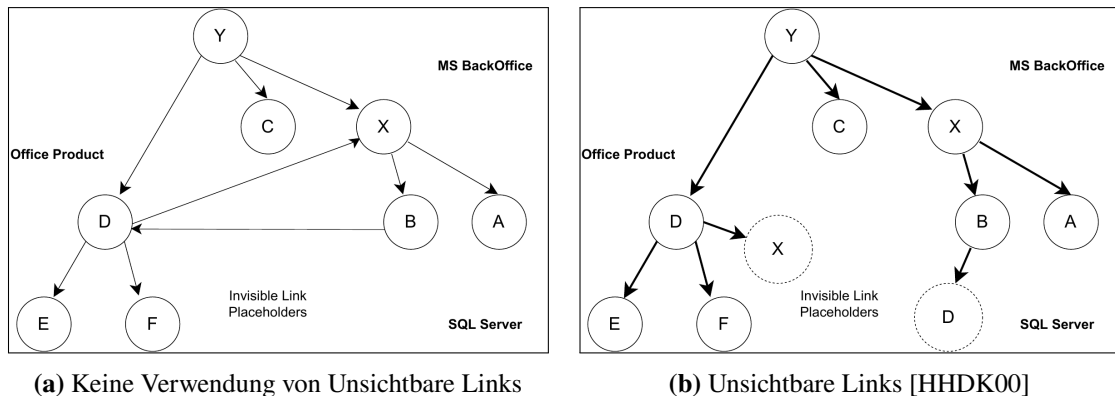 Y
MS BackOffice
C
X
Office Product
D
B
A
Invisible Link
Placeholders
E
F
SQL Server
(a) Keine Verwendung von Unsichtbare Links
Y
MS BackOffice
C
X
Office Product
D
X
B
A
Invisible Link
Placeholders
E
F
D
SQL Server
(b) Unsichtbare Links [HHDK00]